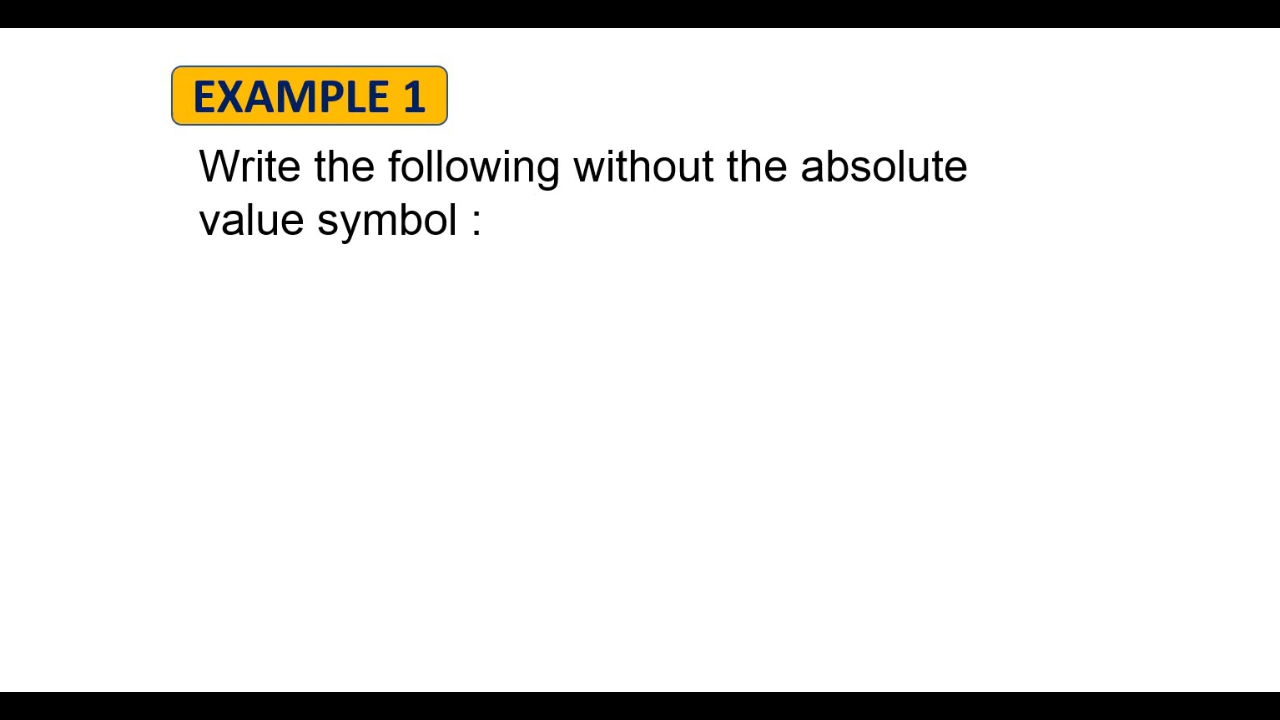 EXAMPLE 1
Write the following without the absolute
value symbol :